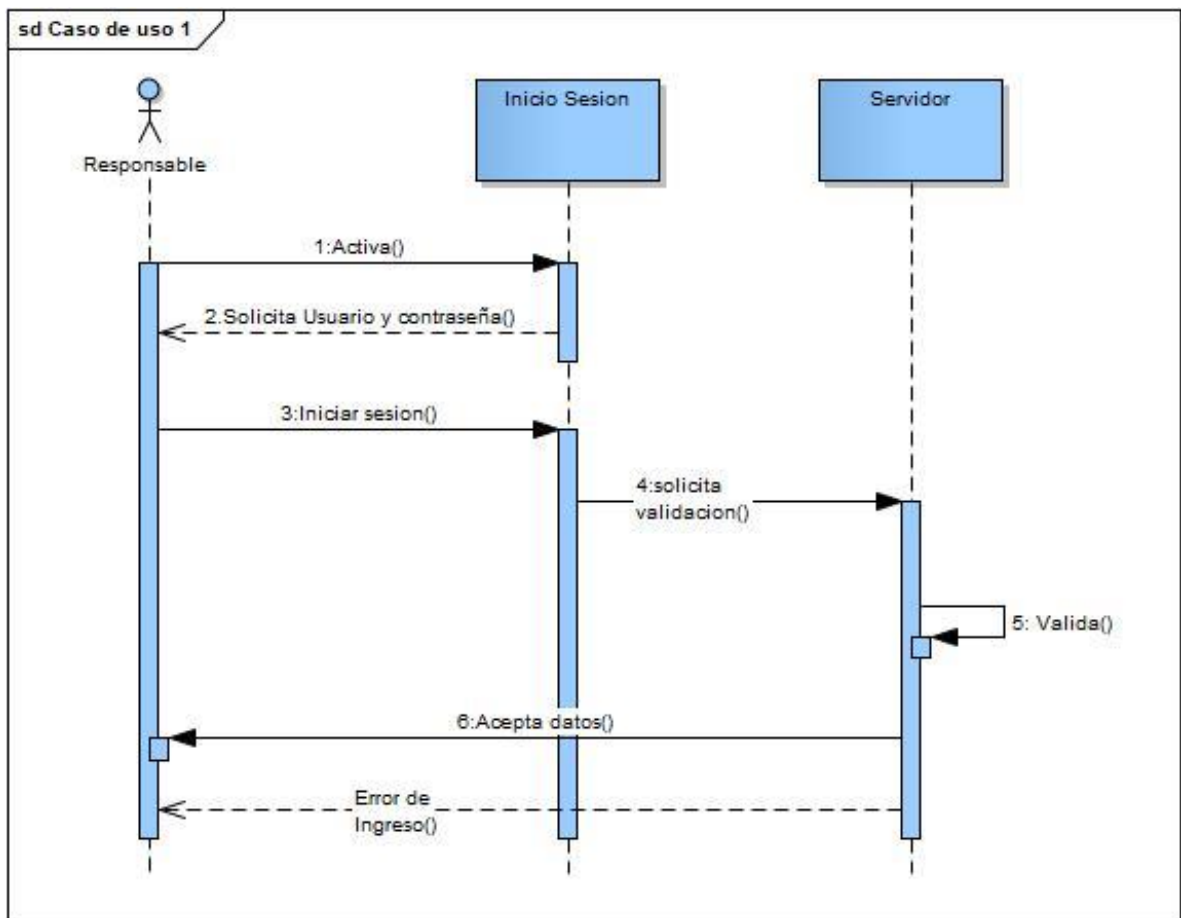 sd Caso de uso 1
Inicio Sesion
Servidor
Responsable
1:Activa()
2.Solicita Usuario y contraseña()
3:Iniciar sesion()
4:solicita
validacion()
5: Valida()
6:Acepta datos()
Error de
Ingreso()